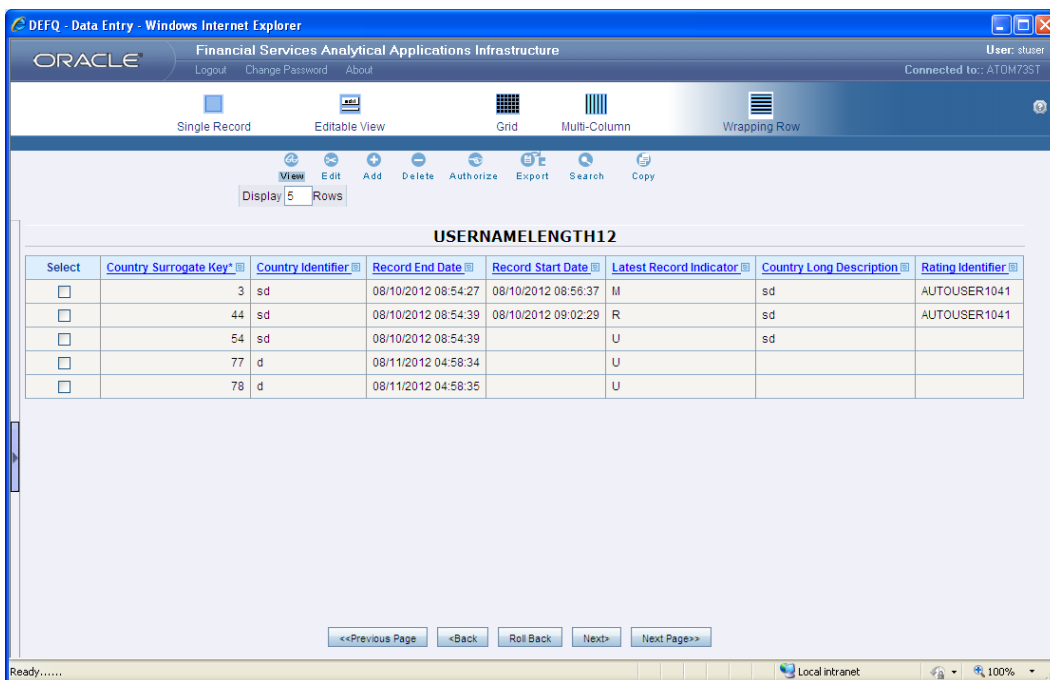 DEFQ - Data Entry - Windows Internet Explorer
ORACLE
Financial Services Analytical Applications Infrastructure
User: stuser
Logout Change Password About
Connected to:: ATOM73ST
Single Record Editable View Grid Multi-Column Wrapping Row
View Edit Add Delete Authorize Export Search Copy
Display 5 Rows
USERNAMELENGTH12
Select Country Surrogate Key* Country Identifier Record End Date Record Start Date Latest Record Indicator Country Long Description Rating Identifier
3 sd 08/10/2012 08:54:27 08/10/2012 08:56:37 M sd AUTOUSER1041
44 sd 08/10/2012 08:54:39 08/10/2012 09:02:29 R sd AUTOUSER1041
54 sd 08/10/2012 08:54:39 U sd
77 d 08/11/2012 04:58:34 U
78 d 08/11/2012 04:58:35 U
<<Previous Page <Back Roll Back Next> Next Page>>
Ready...... Local intranet 100%